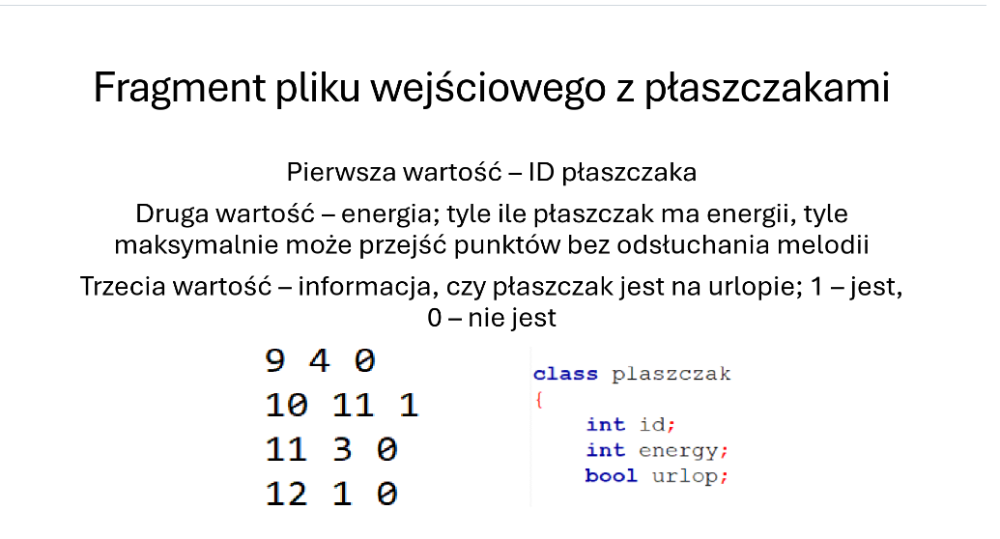 Fragment pliku wejściowego z płaszczakami
Pierwsza wartość – ID płaszczaka
Druga wartość – energia; tyle ile płaszczak ma energii, tyle
maksymalnie może przejść punktów bez odsłuchania melodii
Trzecia wartość – informacja, czy płaszczak jest na urlopie; 1 – jest,
0 – nie jest
9 4 0
10 11 1
11 3 0
12 1 0
class plaszczak
{
int id;
int energy;
bool urlop;